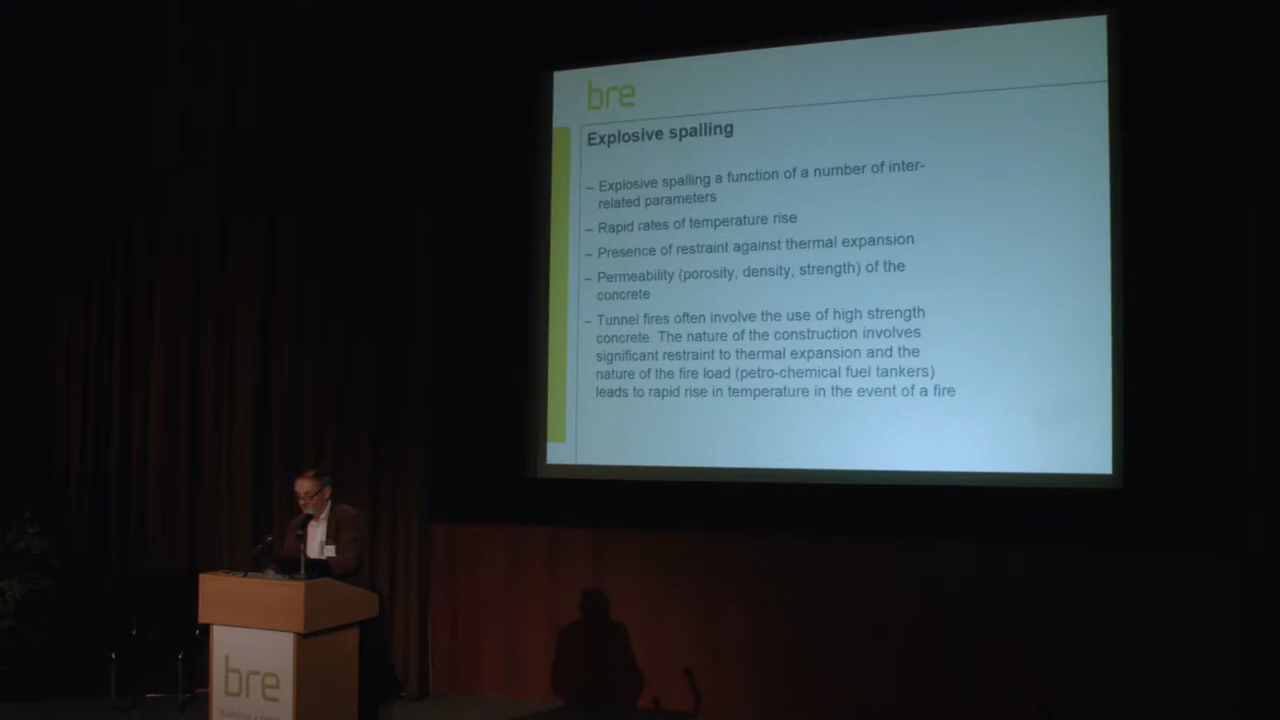 bre
Explosive spalling
– Explosive spalling a function of a number of inter-
related parameters
– Rapid rates of temperature rise
– Presence of restraint against thermal expansion
– Permeability (porosity, density, strength) of the
concrete
– Tunnel fires often involve the use of high strength
concrete. The nature of the construction involves
significant restraint to thermal expansion and the
nature of the fire load (petro-chemical fuel tankers)
leads to rapid rise in temperature in the event of a fire
bre